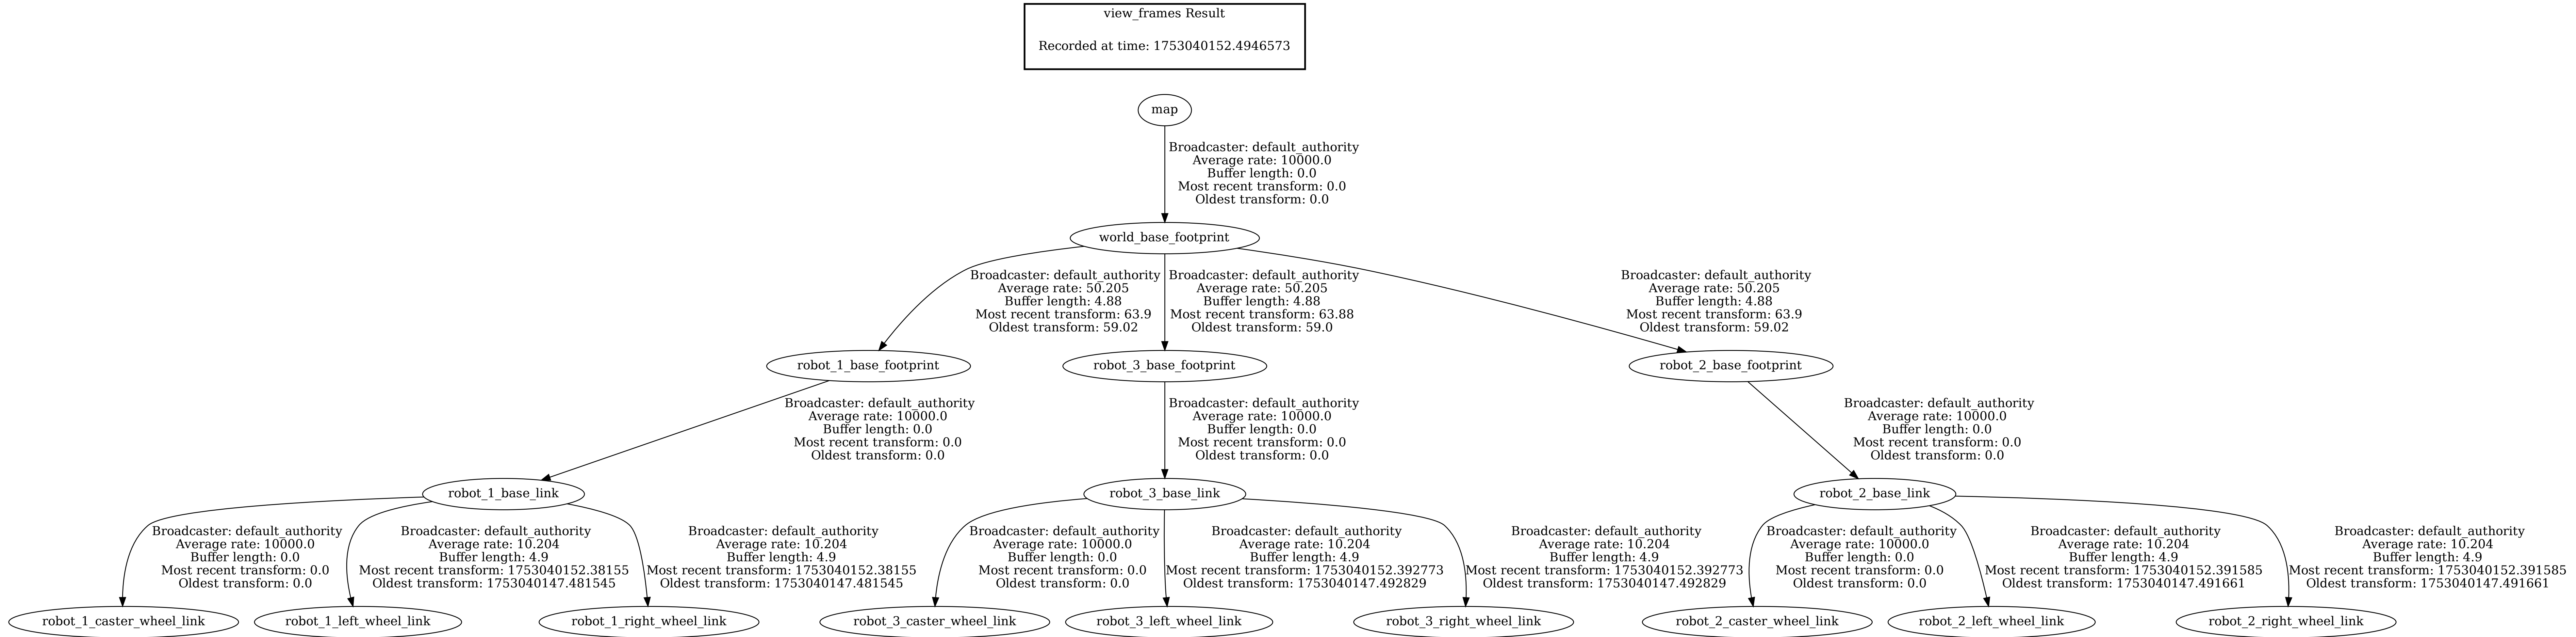 view_frames Result
Recorded at time: 1753040152.4946573
map
Broadcaster: default_authority
Average rate: 10000.0
Buffer length: 0.0
Most recent transform: 0.0
Oldest transform: 0.0
world_base_footprint
Broadcaster: default_authority
Average rate: 50.205
Buffer length: 4.88
Most recent transform: 63.9
Oldest transform: 59.02
Broadcaster: default_authority
Average rate: 50.205
Buffer length: 4.88
Most recent transform: 63.88
Oldest transform: 59.0
Broadcaster: default_authority
Average rate: 50.205
Buffer length: 4.88
Most recent transform: 63.9
Oldest transform: 59.02
robot_1_base_footprint
robot_3_base_footprint
robot_2_base_footprint
Broadcaster: default_authority
Average rate: 10000.0
Buffer length: 0.0
Most recent transform: 0.0
Oldest transform: 0.0
Broadcaster: default_authority
Average rate: 10000.0
Buffer length: 0.0
Most recent transform: 0.0
Oldest transform: 0.0
Broadcaster: default_authority
Average rate: 10000.0
Buffer length: 0.0
Most recent transform: 0.0
Oldest transform: 0.0
robot_1_base_link
robot_3_base_link
robot_2_base_link
Broadcaster: default_authority
Average rate: 10000.0
Buffer length: 0.0
Most recent transform: 0.0
Oldest transform: 0.0
Broadcaster: default_authority
Average rate: 10.204
Buffer length: 4.9
Most recent transform: 1753040152.38155
Oldest transform: 1753040147.481545
Broadcaster: default_authority
Average rate: 10.204
Buffer length: 4.9
Most recent transform: 1753040152.38155
Oldest transform: 1753040147.481545
Broadcaster: default_authority
Average rate: 10000.0
Buffer length: 0.0
Most recent transform: 0.0
Oldest transform: 0.0
Broadcaster: default_authority
Average rate: 10.204
Buffer length: 4.9
Most recent transform: 1753040152.392773
Oldest transform: 1753040147.492829
Broadcaster: default_authority
Average rate: 10.204
Buffer length: 4.9
Most recent transform: 1753040152.392773
Oldest transform: 1753040147.492829
Broadcaster: default_authority
Average rate: 10000.0
Buffer length: 0.0
Most recent transform: 0.0
Oldest transform: 0.0
Broadcaster: default_authority
Average rate: 10.204
Buffer length: 4.9
Most recent transform: 1753040152.391585
Oldest transform: 1753040147.491661
Broadcaster: default_authority
Average rate: 10.204
Buffer length: 4.9
Most recent transform: 1753040152.391585
Oldest transform: 1753040147.491661
robot_1_caster_wheel_link
robot_1_left_wheel_link
robot_1_right_wheel_link
robot_3_caster_wheel_link
robot_3_left_wheel_link
robot_3_right_wheel_link
robot_2_caster_wheel_link
robot_2_left_wheel_link
robot_2_right_wheel_link